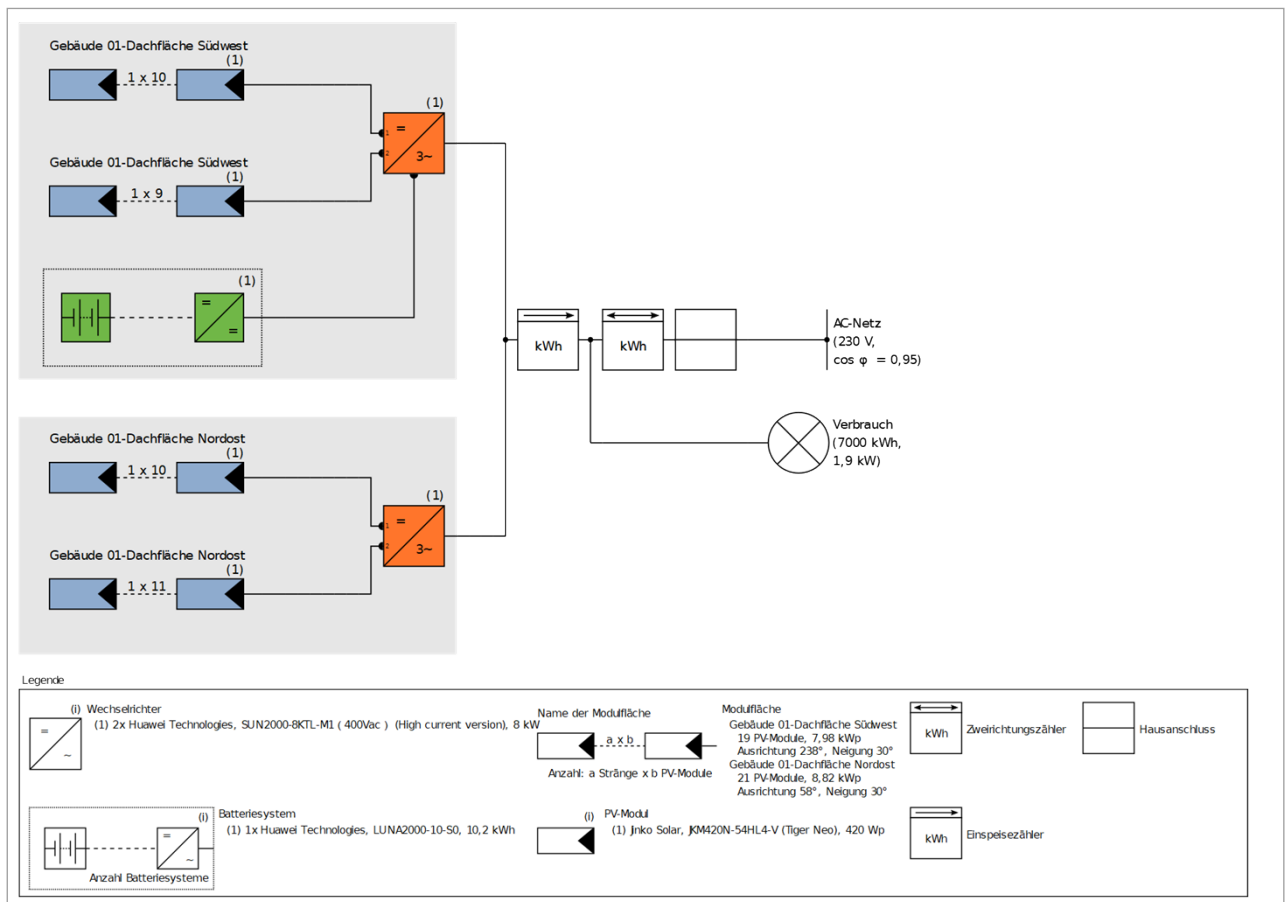 Gebäude 01-Dachfläche Südwest
(1)
1 x 10
(1)
=
1
2
3~
Gebäude 01-Dachfläche Südwest
(1)
1 x 9
(1)
=
=
kWh
kWh
AC-Netz
(230 V,
cos φ = 0,95)
Verbrauch
(7000 kWh,
1,9 kW)
Gebäude 01-Dachfläche Nordost
(1)
1 x 10
(1)
=
1
2
3~
Gebäude 01-Dachfläche Nordost
(1)
1 x 11
Legende
(i) Wechselrichter
(1) 2x Huawei Technologies, SUN2000-8KTL-M1 ( 400Vac ) (High current version), 8 kW
=
~
Name der Modulfläche
a x b
Anzahl: a Stränge x b PV-Module
Modulfläche
Gebäude 01-Dachfläche Südwest
19 PV-Module, 7,98 kWp
Ausrichtung 238°, Neigung 30°
Gebäude 01-Dachfläche Nordost
21 PV-Module, 8,82 kWp
Ausrichtung 58°, Neigung 30°
kWh
Zweirichtungszähler
Hausanschluss
(i) Batteriesystem
(1) 1x Huawei Technologies, LUNA2000-10-S0, 10,2 kWh
=
~
Anzahl Batteriesysteme
(i) PV-Modul
(1) Jinko Solar, JKM420N-54HL4-V (Tiger Neo), 420 Wp
kWh
Einspeisezähler